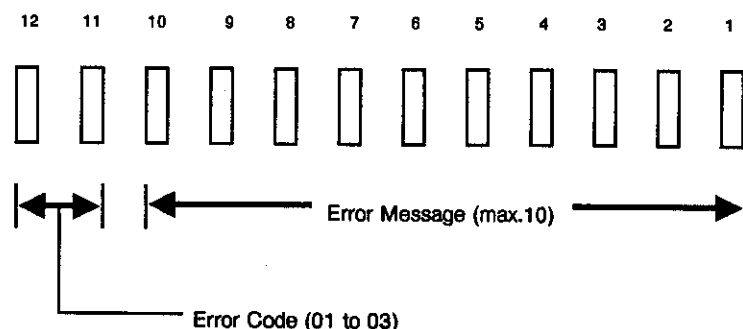 12 11 10 9 8 7 6 5 4 3 2 1
Error Message (max.10)
Error Code (01 to 03)